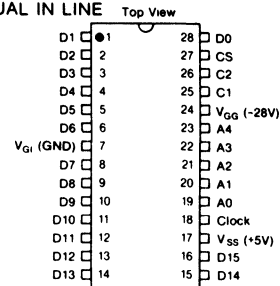 UAL IN LINE Top View
D1 1 28 D0
D2 2 27 CS
D3 3 26 C2
D4 4 25 C1
D5 5 24 VGG (-28V)
D6 6 23 A4
VGI (GND) 7 22 A3
D7 8 21 A2
D8 9 20 A1
D9 10 19 A0
D10 11 18 Clock
D11 12 17 VSS (+5V)
D12 13 16 D15
D13 14 15 D14